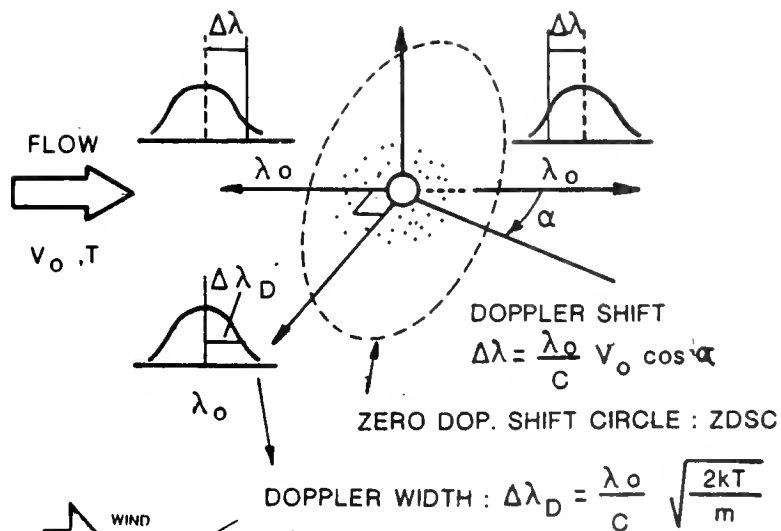 Δλ
Δλ
FLOW
λo
λo
α
Vo ,T
ΔλD
λo
DOPPLER SHIFT
Δλ = λo/C Vo cos α
ZERO DOP. SHIFT CIRCLE : ZDSC
DOPPLER WIDTH : ΔλD = λo/C √(2kT/m)
WIND